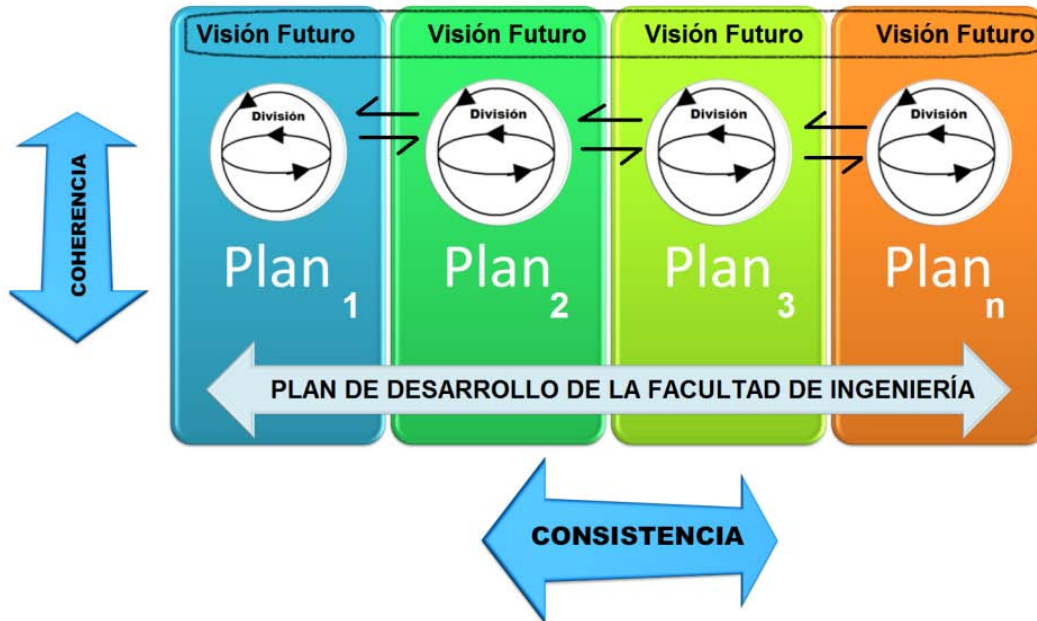 Visión Futuro
Visión Futuro
Visión Futuro
Visión Futuro
División
División
División
División
COHERENCIA
Plan 1
Plan 2
Plan 3
Plan n
PLAN DE DESARROLLO DE LA FACULTAD DE INGENIERÍA
CONSISTENCIA